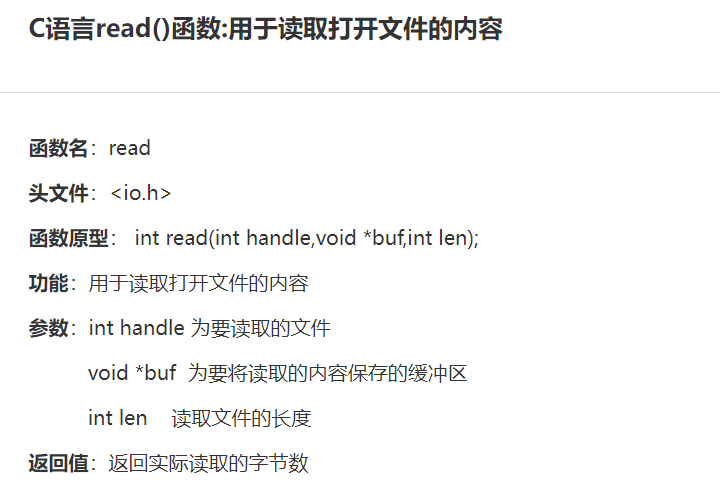 C语言read()函数:用于读取打开文件的内容
函数名：read
头文件：<io.h>
函数原型： int read(int handle,void *buf,int len);
功能：用于读取打开文件的内容
参数：int handle 为要读取的文件
void *buf 为要将读取的内容保存的缓冲区
int len 读取文件的长度
返回值：返回实际读取的字节数